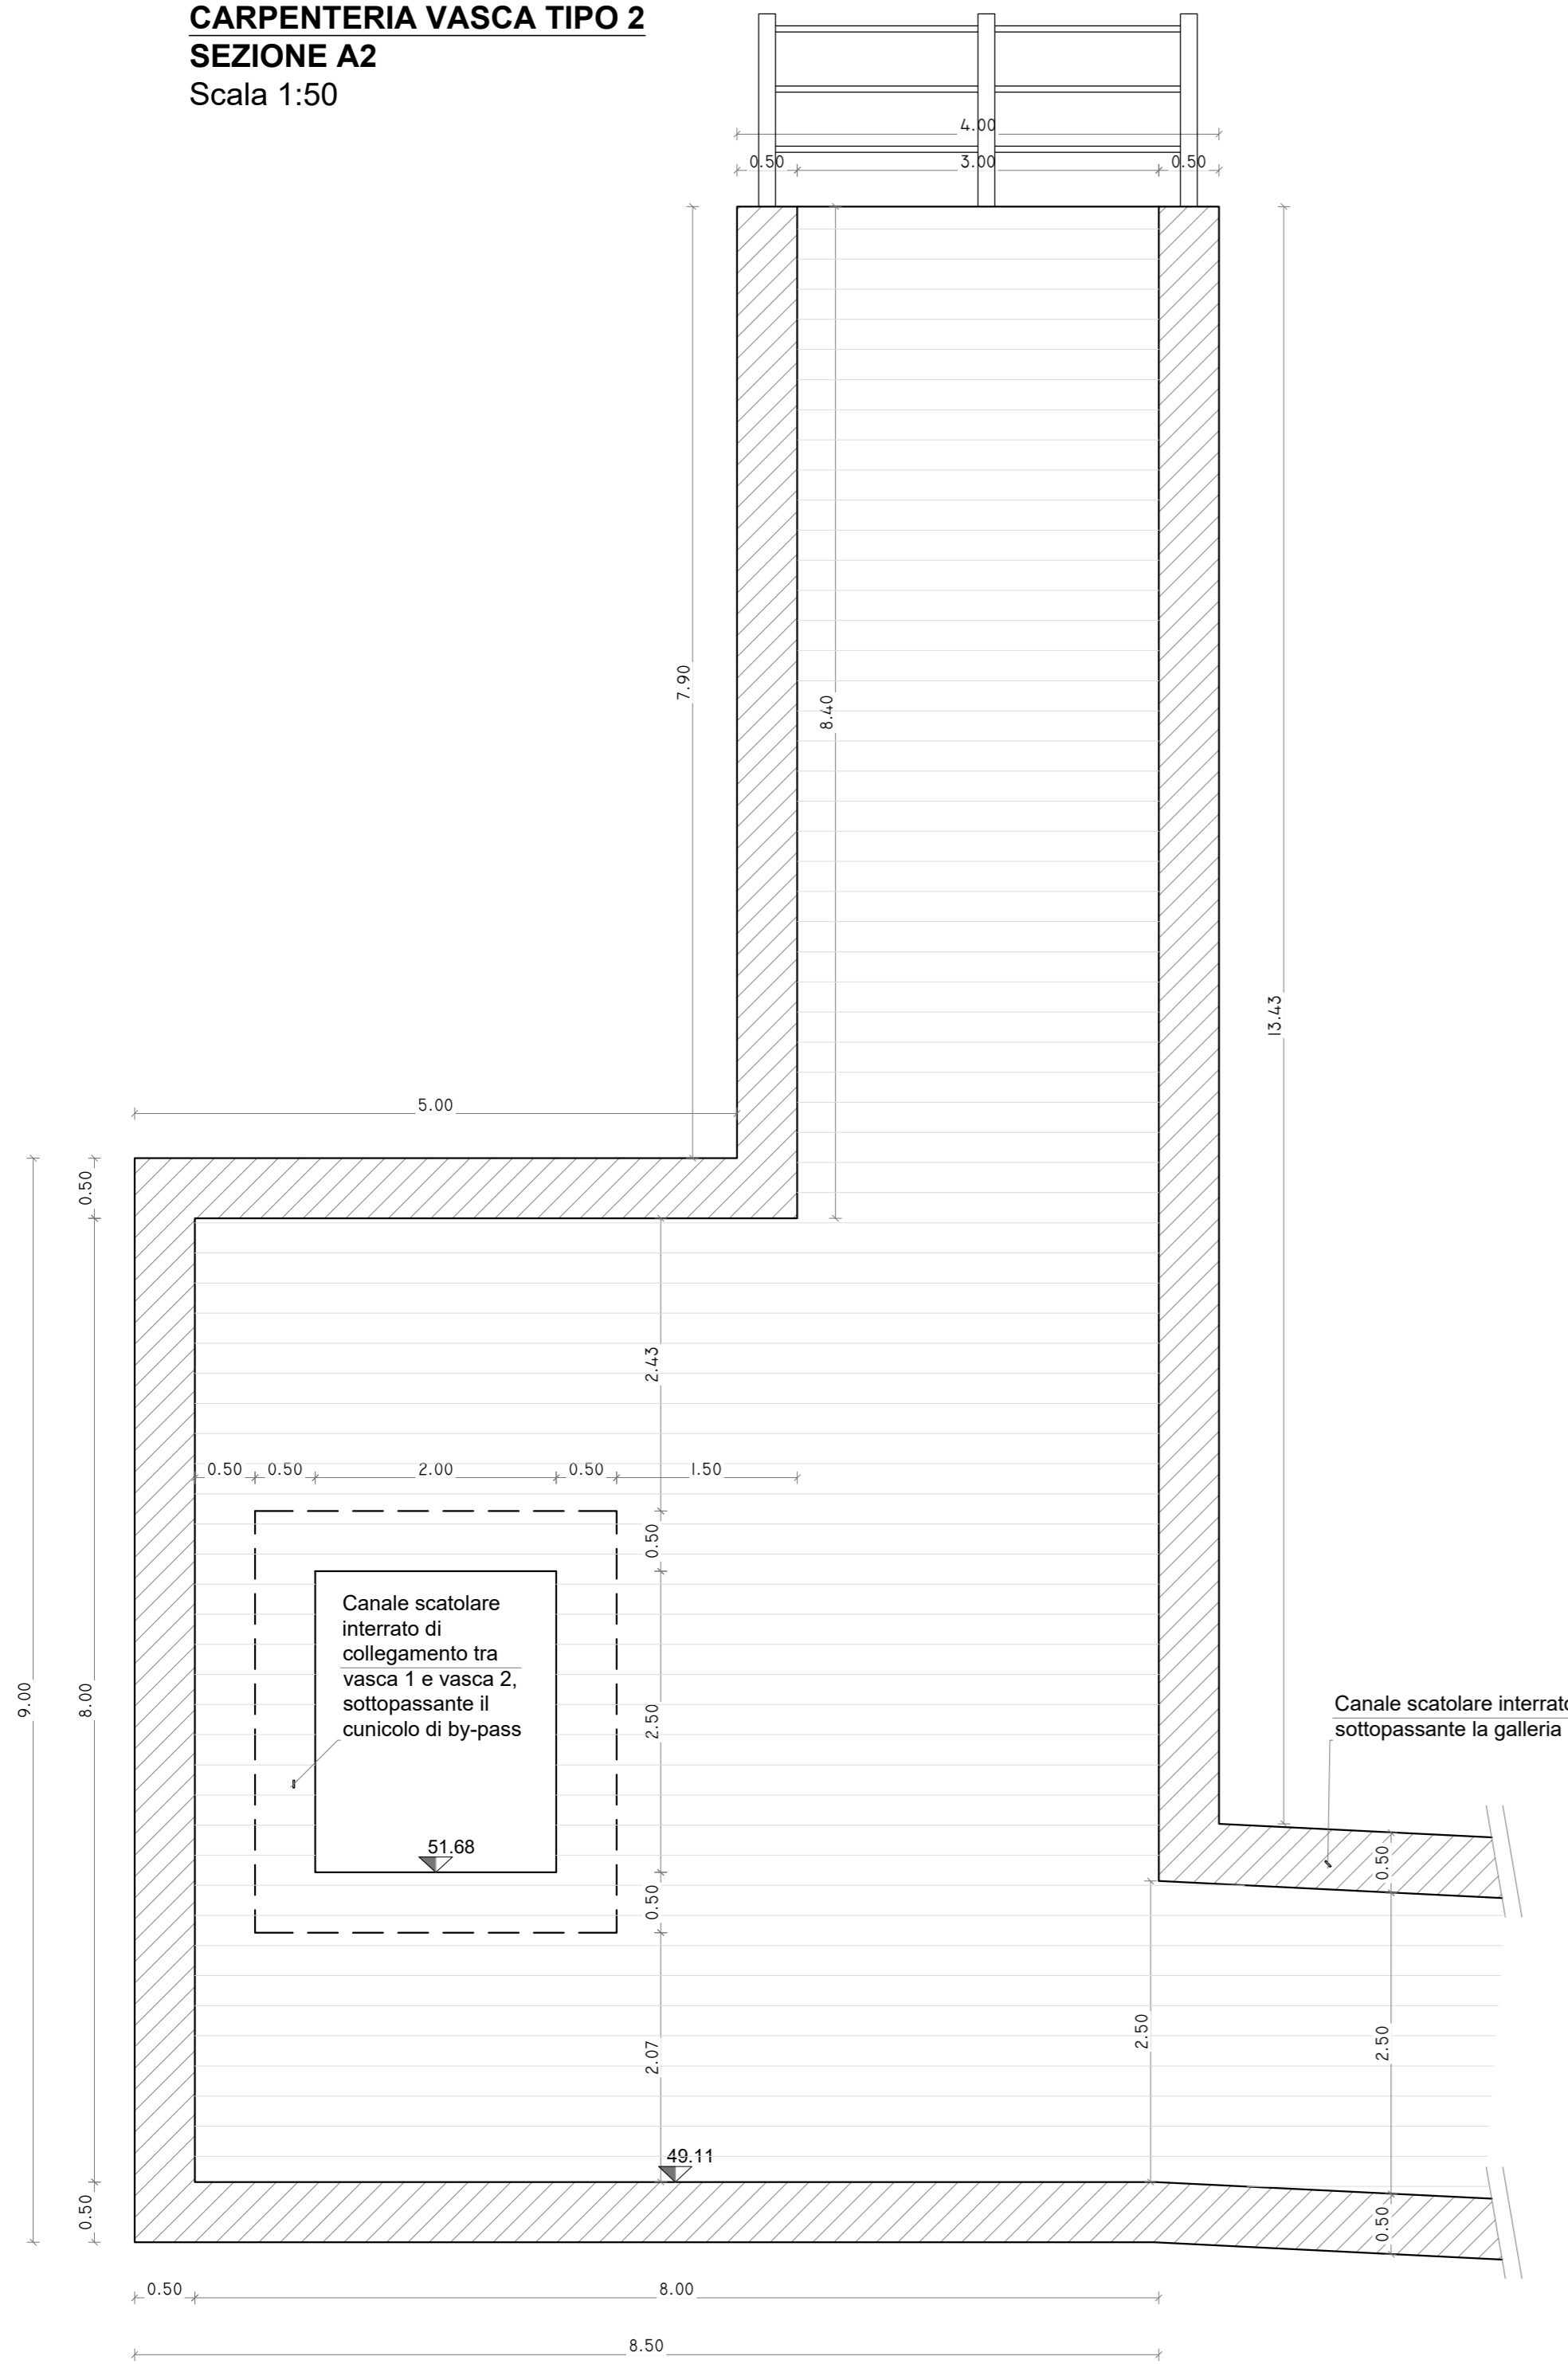 CARPENTERIA VASCA TIPO 2
SEZIONE A2
Scala 1:50
4.00
0.50
3.00
0.50
7.90
8.40
13.43
5.00
0.50
9.00
8.00
2.43
0.50
0.50
2.00
0.50
1.50
0.50
Canale scatolare
interrato di
collegamento tra
vasca 1 e vasca 2,
sottopassante il
cunicolo di by-pass
2.50
51.68
0.50
2.07
49.11
Canale scatolare interrato
sottopassante la galleria
0.50
2.50
2.50
0.50
0.50
0.50
8.00
8.50